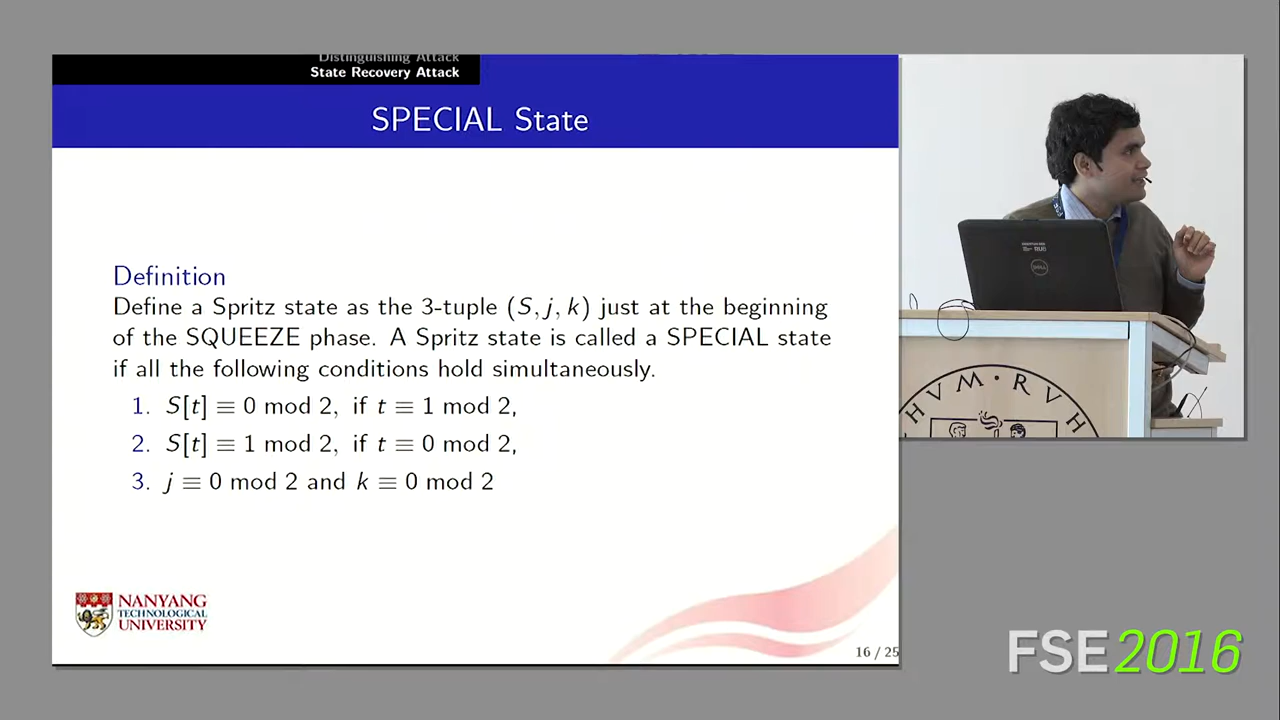 Distinguishing Attack
State Recovery Attack
SPECIAL State
Definition
Define a Spritz state as the 3-tuple (S, j, k) just at the beginning
of the SQUEEZE phase. A Spritz state is called a SPECIAL state
if all the following conditions hold simultaneously.
1. S[t] ≡ 0 mod 2, if t ≡ 1 mod 2,
2. S[t] ≡ 1 mod 2, if t ≡ 0 mod 2,
3. j ≡ 0 mod 2 and k ≡ 0 mod 2
NANYANG
TECHNOLOGICAL
UNIVERSITY
16 / 25
DELL
HVM · RVH
FSE 2016